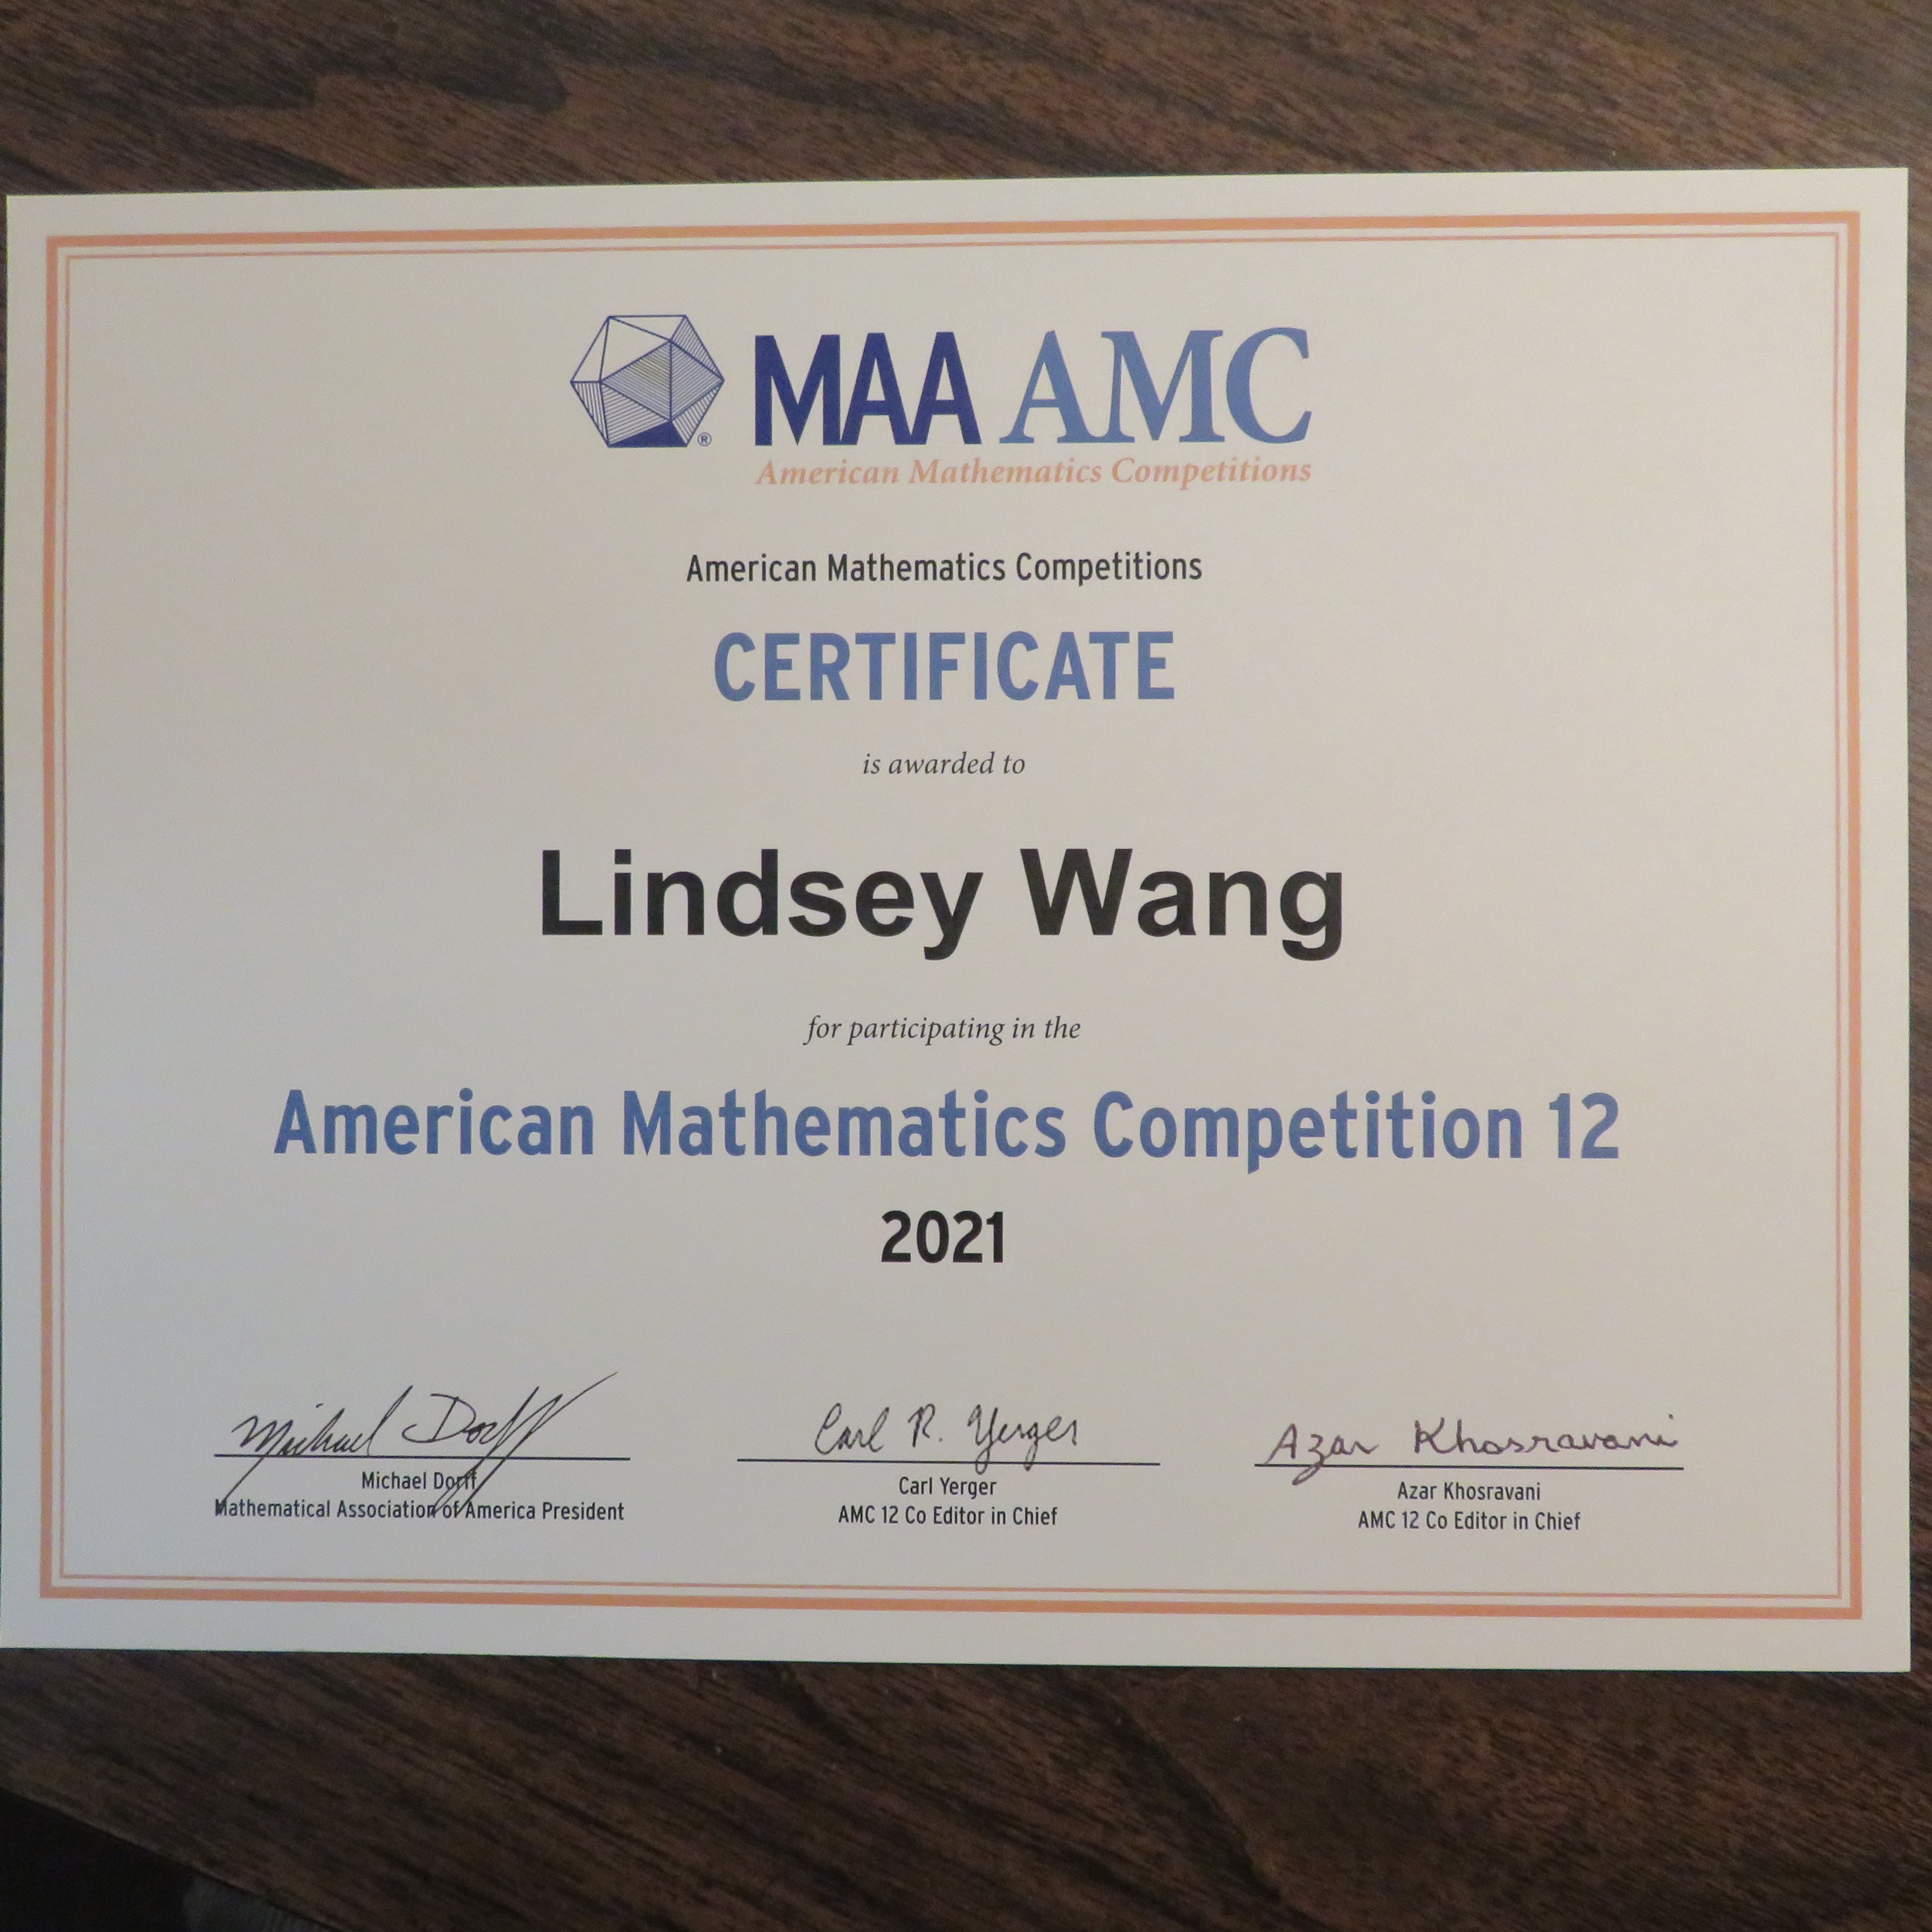 MAA AMC
American Mathematics Competitions
American Mathematics Competitions
CERTIFICATE
is awarded to
Lindsey Wang
for participating in the
American Mathematics Competition 12
2021
Michael Dorff
Michael Dorff
Mathematical Association of America President
Carl R. Yerger
Carl Yerger
AMC 12 Co Editor in Chief
Azar Khosravani
Azar Khosravani
AMC 12 Co Editor in Chief